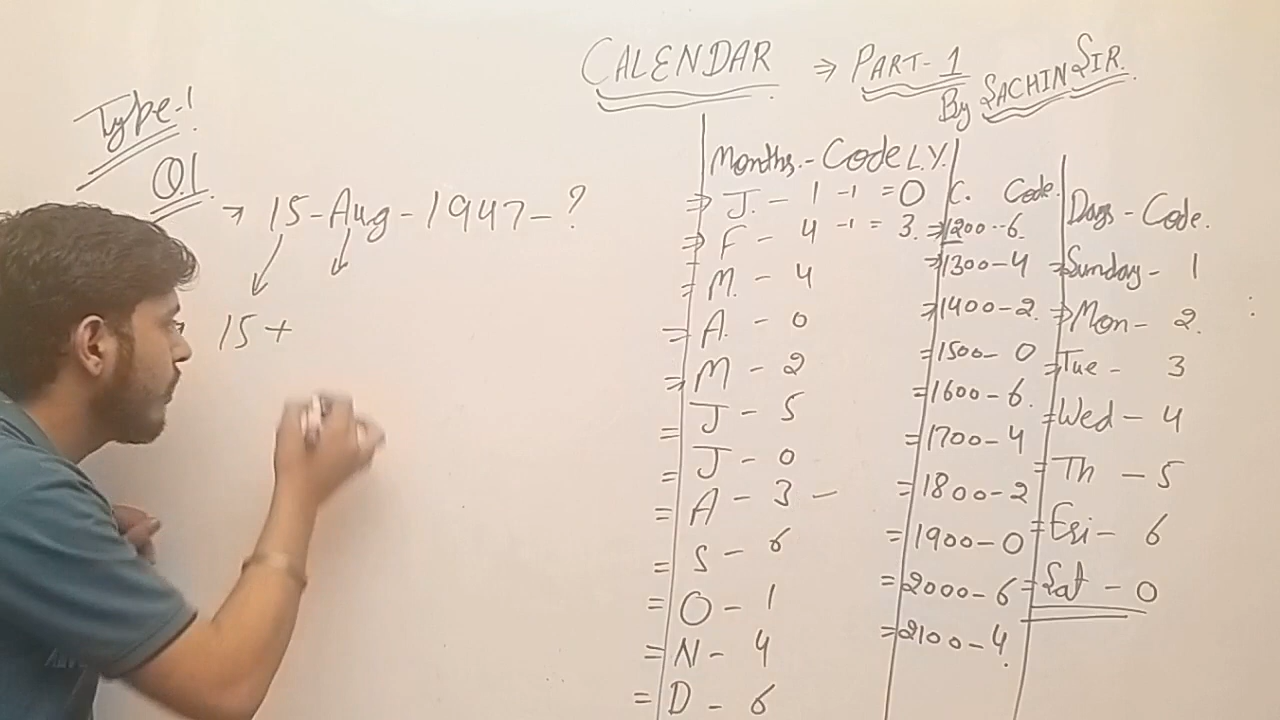 CALENDAR ⇒ PART-1
By SACHIN SIR.
Type-1
Q1
→ 15-Aug-1947-?
15 +
Months.- Code L.Y.
⇒ J. - 1 -1 = 0
⇒ F - 4 -1 = 3.
= M. - 4
⇒ A. - 0
⇒ M - 2
= J - 5
= J - 0
= A - 3 -
= S - 6
= O - 1
= N - 4
= D - 6
C. Code.
⇒ 1200--6.
⇒ 1300-4
⇒ 1400-2.
= 1500- 0
= 1600-6.
⇒ 1700-4
= 1800-2
= 1900-0
= 2000-6
= 2100-4.
Days - Code.
⇒ Sunday - 1
⇒ Mon - 2.
⇒ Tue - 3
= Wed - 4
= Th - 5
= Fri - 6
= Sat - 0